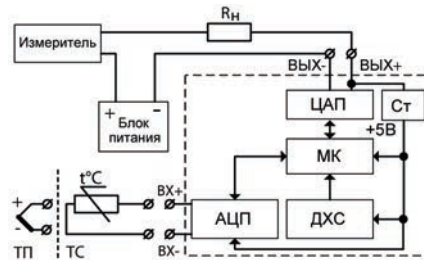 Rн
Измеритель
ВЫХ- ВЫХ+
+ -
Блок
питания
ЦАП
Ст
+5В
МК
t°C
ВХ+
АЦП
ДХС
+
-
ВХ-
ТП ТС